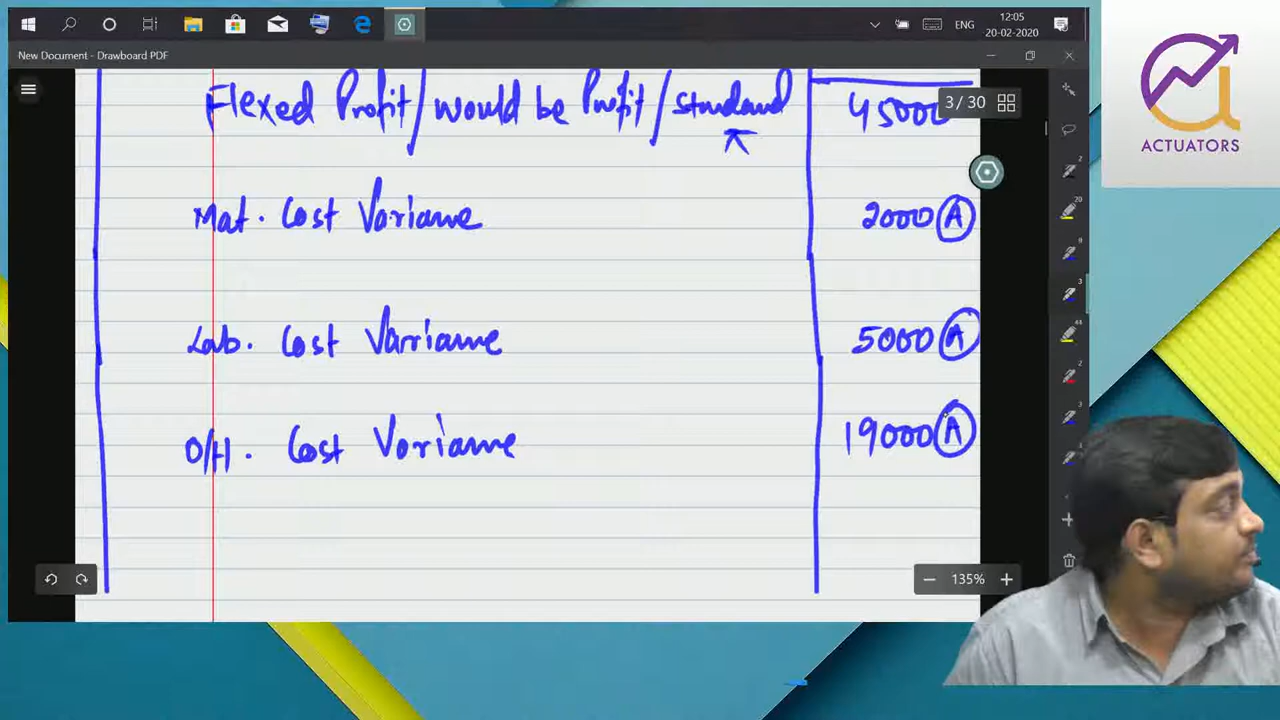 ENG
12:05
20-02-2020
New Document - Drawboard PDF
ACTUATORS
Flexed Profit/would be Profit/standard 45000
3 / 30
Mat. Cost Variance 2000 A
Lab. Cost Varriance 5000 A
O/H. Cost Variance 19000 A
135%